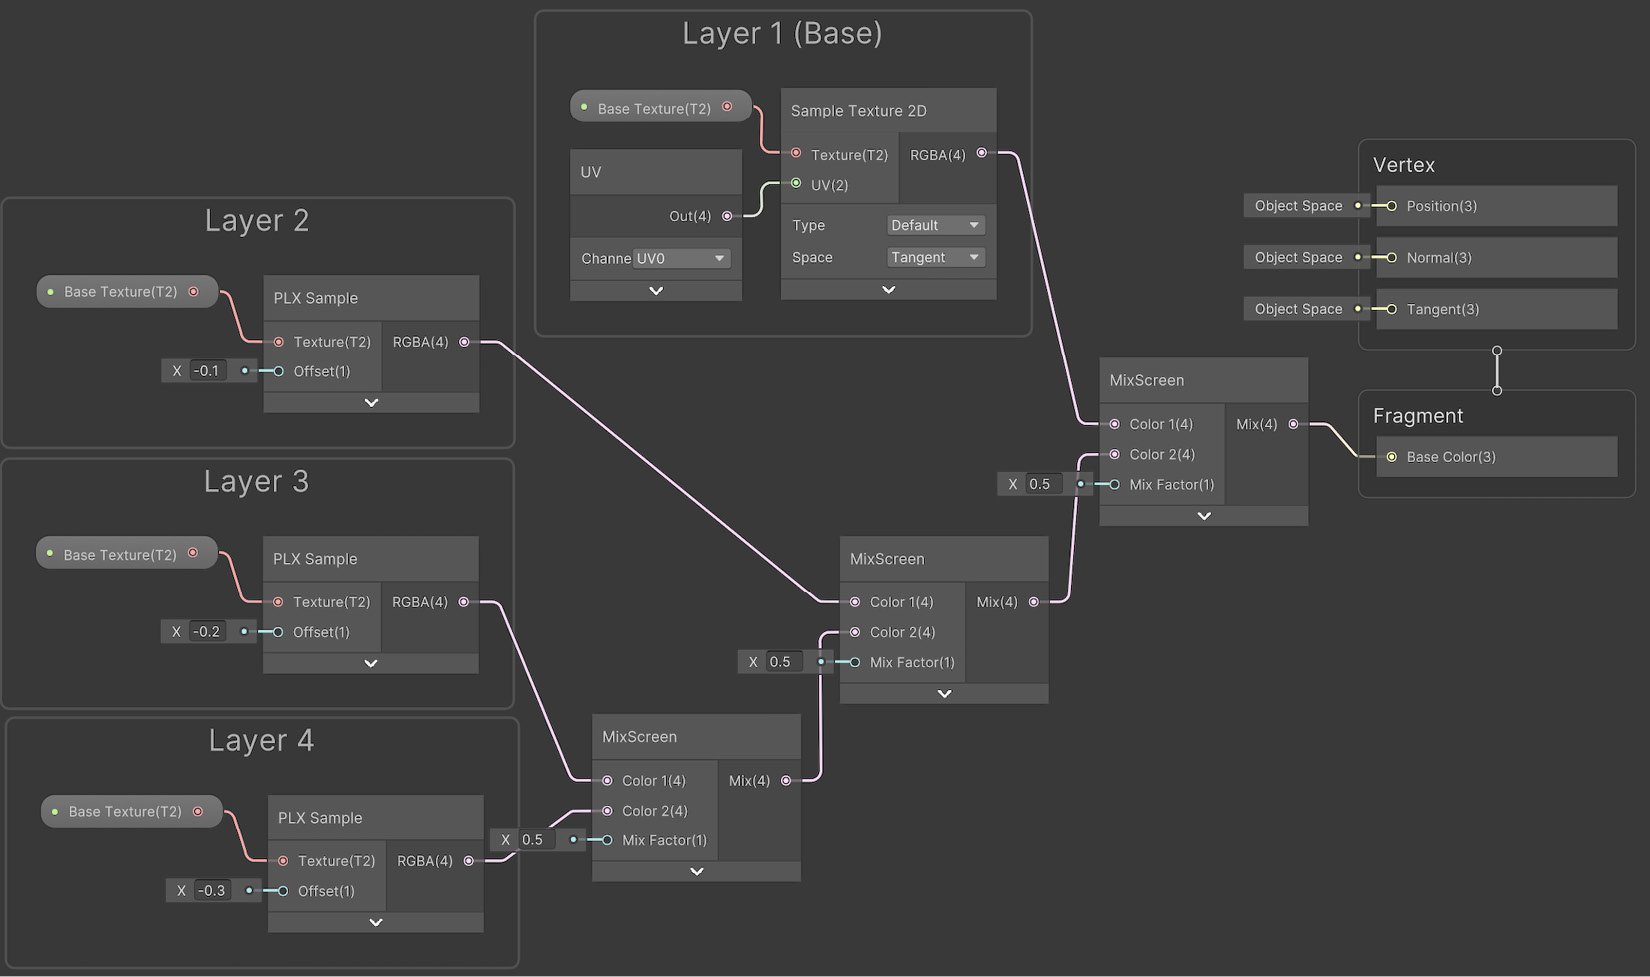 Layer 1 (Base)
Base Texture(T2)
Sample Texture 2D
Texture(T2)
RGBA(4)
UV(2)
UV
Out(4)
Channe
UV0
Type
Default
Space
Tangent
Layer 2
Base Texture(T2)
PLX Sample
Texture(T2)
RGBA(4)
X -0.1
Offset(1)
Layer 3
Base Texture(T2)
PLX Sample
Texture(T2)
RGBA(4)
X -0.2
Offset(1)
Layer 4
Base Texture(T2)
PLX Sample
Texture(T2)
RGBA(4)
X -0.3
Offset(1)
MixScreen
Color 1(4)
Mix(4)
Color 2(4)
X 0.5
Mix Factor(1)
MixScreen
Color 1(4)
Mix(4)
Color 2(4)
X 0.5
Mix Factor(1)
MixScreen
Color 1(4)
Mix(4)
Color 2(4)
X 0.5
Mix Factor(1)
Vertex
Object Space
Position(3)
Object Space
Normal(3)
Object Space
Tangent(3)
Fragment
Base Color(3)